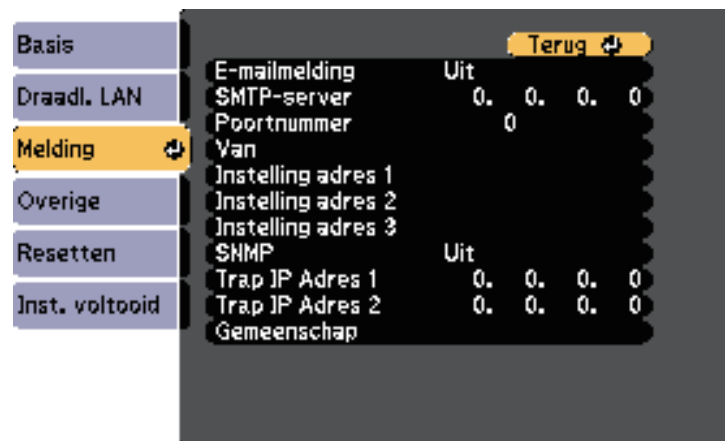 Basis
Draadl. LAN
Melding
Overige
Resetten
Inst. voltooid
Terug
E-mailmelding Uit
SMTP-server 0. 0. 0. 0
Poortnummer 0
Van
Instelling adres 1
Instelling adres 2
Instelling adres 3
SNMP Uit
Trap IP Adres 1 0. 0. 0. 0
Trap IP Adres 2 0. 0. 0. 0
Gemeenschap